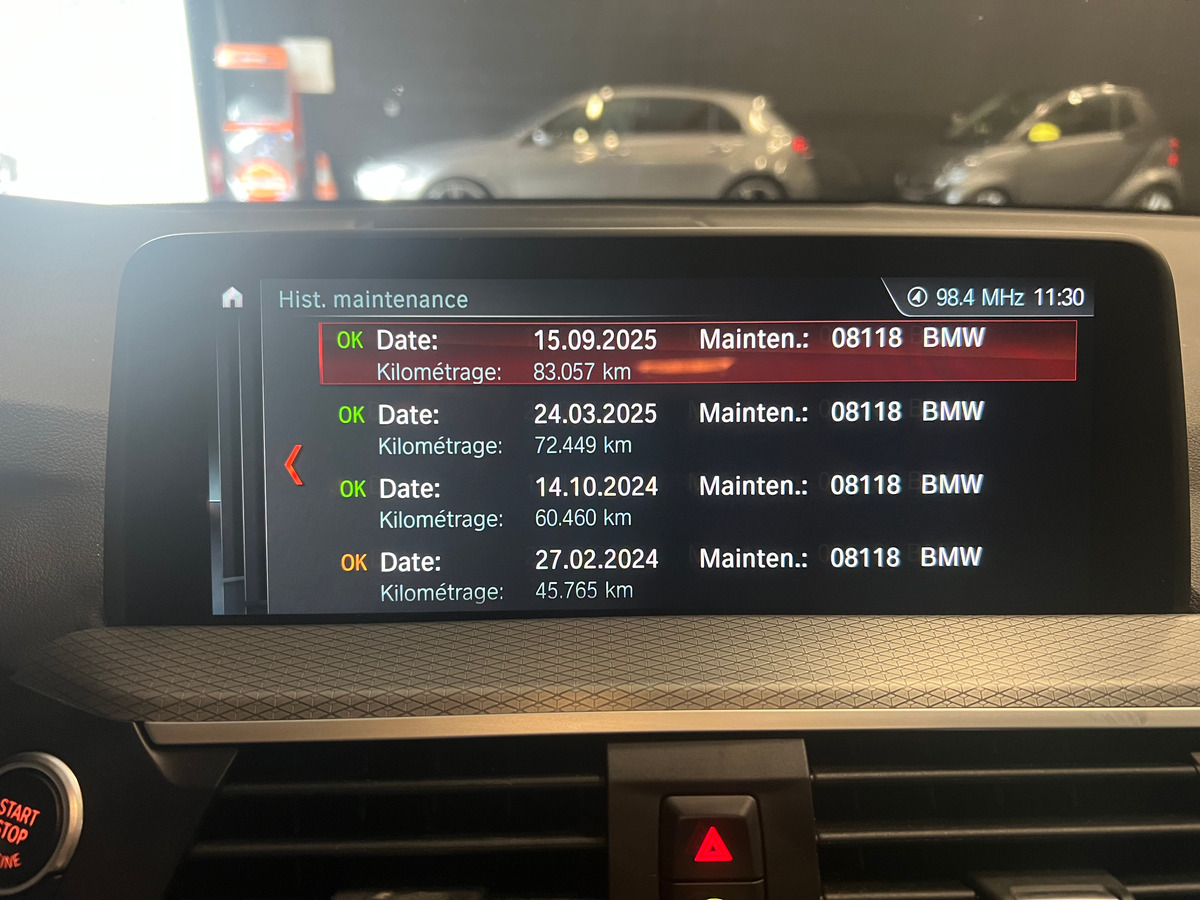 Hist. maintenance 98.4 MHz 11:30
OK Date: 15.09.2025 Mainten.: 08118 BMW
Kilométrage: 83.057 km
OK Date: 24.03.2025 Mainten.: 08118 BMW
Kilométrage: 72.449 km
OK Date: 14.10.2024 Mainten.: 08118 BMW
Kilométrage: 60.460 km
OK Date: 27.02.2024 Mainten.: 08118 BMW
Kilométrage: 45.765 km
START
STOP